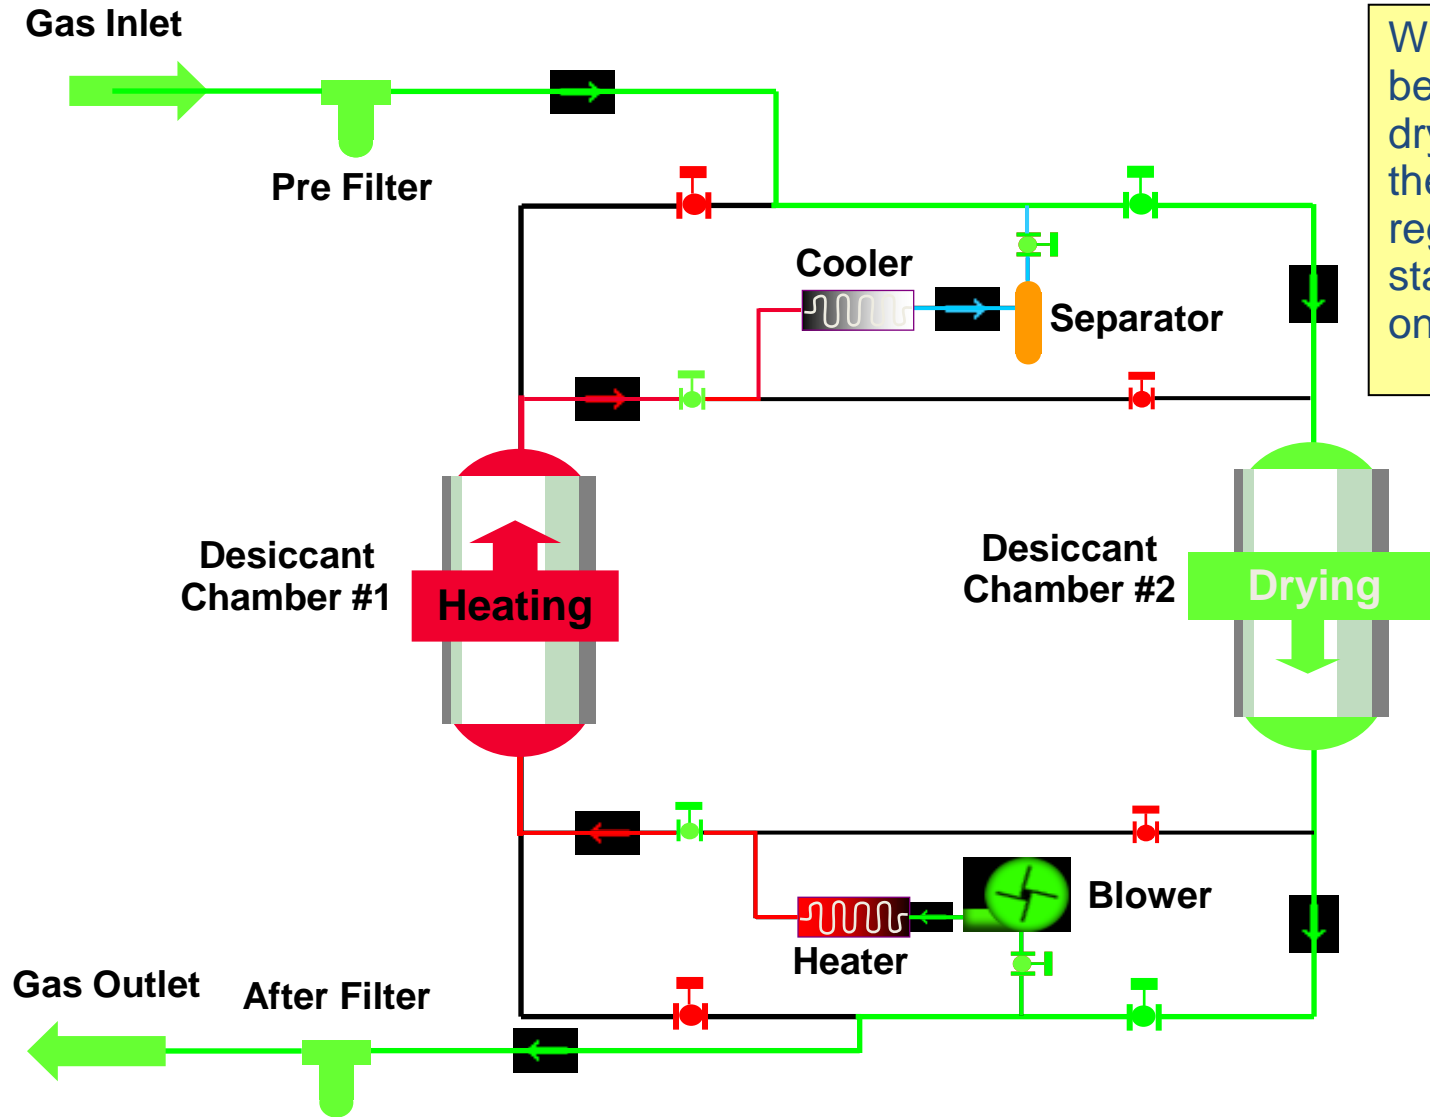 Gas Inlet
Pre Filter
Cooler
Separator
Desiccant
Chamber #1
Heating
Desiccant
Chamber #2
Drying
Blower
Heater
Gas Outlet
After Filter